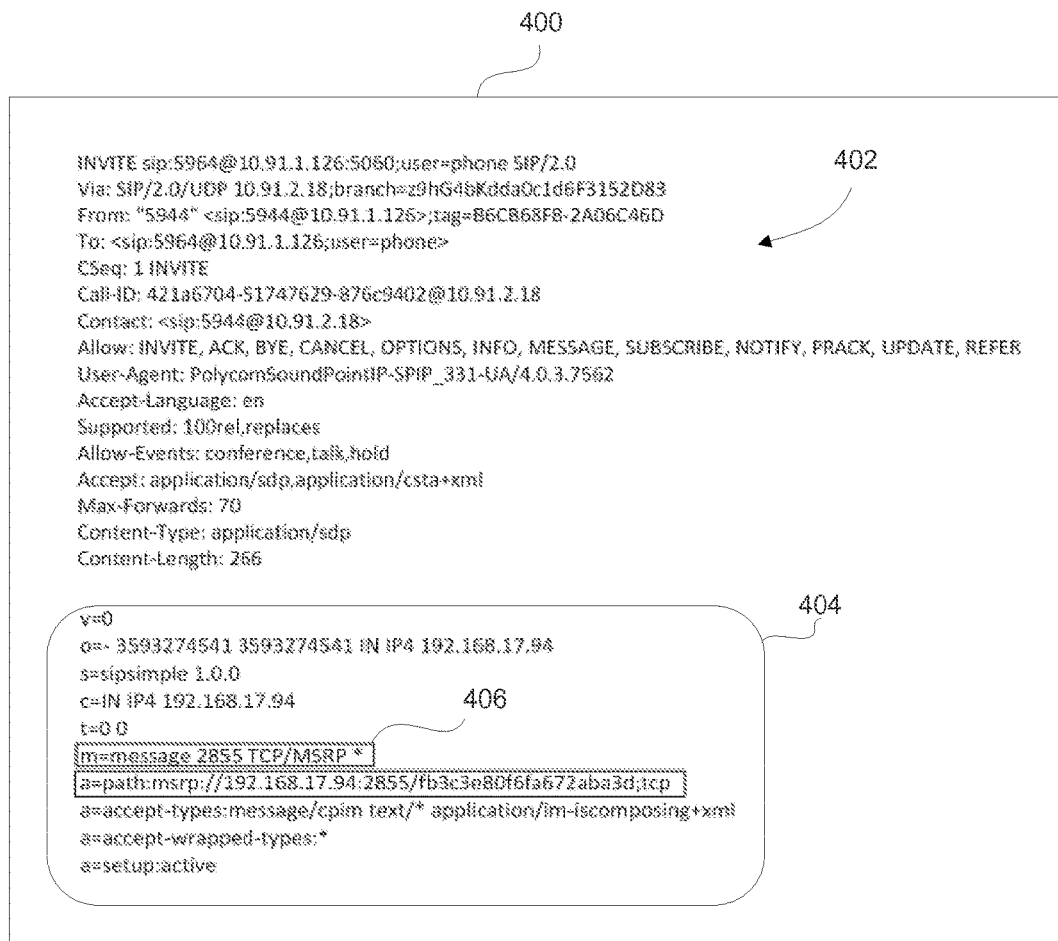 400
INVITE sip:5964@10.91.1.126:5060;user=phone SIP/2.0
402
Via: SIP/2.0/UDP 10.91.2.18;branch=z9hG4bKdda0c1d6F3152D83
From: "5944" <sip:5944@10.91.1.126>;tag=B6CB68F8-2A06C46D
To: <sip:5964@10.91.1.126;user=phone>
CSeq: 1 INVITE
Call-ID: 421a6704-51747629-876c9402@10.91.2.18
Contact: <sip:5944@10.91.2.18>
Allow: INVITE, ACK, BYE, CANCEL, OPTIONS, INFO, MESSAGE, SUBSCRIBE, NOTIFY, PRACK, UPDATE, REFER
User-Agent: PolycomSoundPointIP-SPIP_331-UA/4.0.3.7562
Accept-Language: en
Supported: 100rel,replaces
Allow-Events: conference,talk,hold
Accept: application/sdp,application/csta+xml
Max-Forwards: 70
Content-Type: application/sdp
Content-Length: 266
404
v=0
o=- 3593274541 3593274541 IN IP4 192.168.17.94
s=sipsimple 1.0.0
c=IN IP4 192.168.17.94
406
t=0 0
m=message 2855 TCP/MSRP *
a=path:msrp://192.168.17.94:2855/fb3c3e80f6fa672aba3d;tcp
a=accept-types:message/cpim text/* application/im-iscomposing+xml
a=accept-wrapped-types:*
a=setup:active